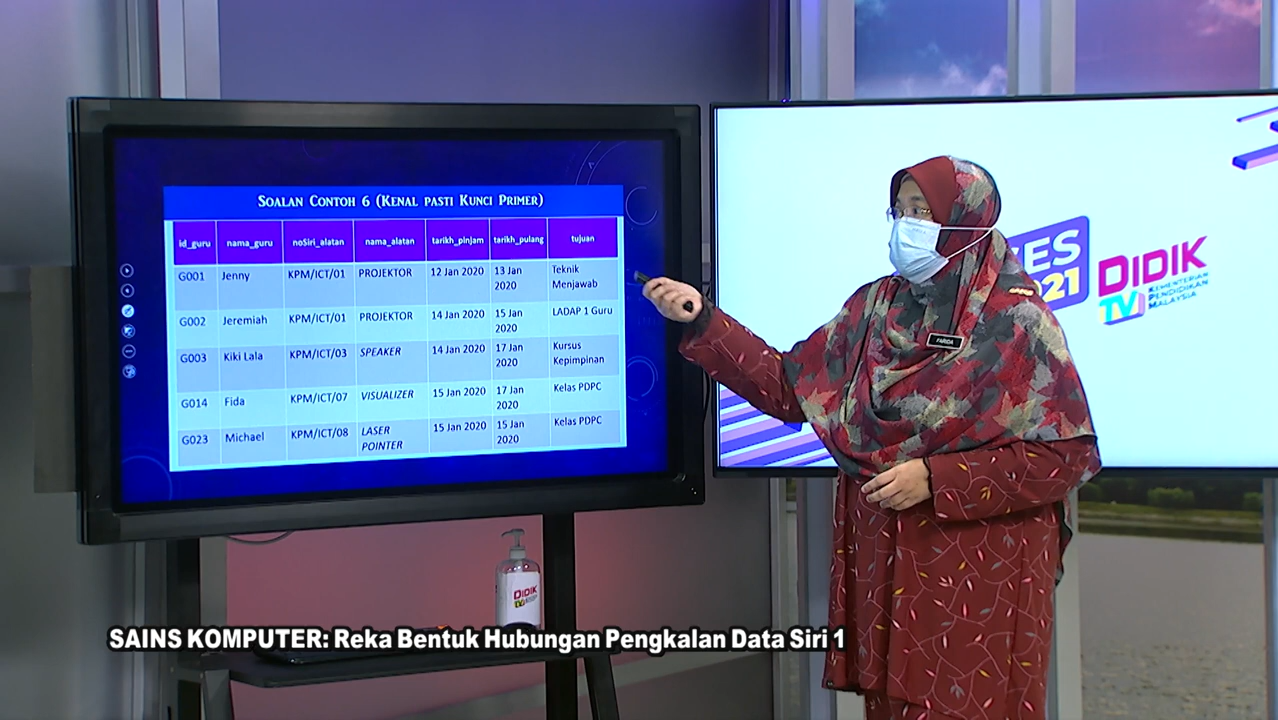 SOALAN CONTOH 6 (KENAL PASTI KUNCI PRIMER)
id_guru nama_guru noSiri_alatan nama_alatan tarikh_pinjam tarikh_pulang tujuan
G001 Jenny KPM/ICT/01 PROJEKTOR 12 Jan 2020 13 Jan 2020 Teknik Menjawab
G002 Jeremiah KPM/ICT/01 PROJEKTOR 14 Jan 2020 15 Jan 2020 LADAP 1 Guru
G003 Kiki Lala KPM/ICT/03 SPEAKER 14 Jan 2020 17 Jan 2020 Kursus Kepimpinan
G014 Fida KPM/ICT/07 VISUALIZER 15 Jan 2020 17 Jan 2020 Kelas PDPC
G023 Michael KPM/ICT/08 LASER POINTER 15 Jan 2020 15 Jan 2020 Kelas PDPC
DIDIK
TV
KEMENTERIAN
PENDIDIKAN
MALAYSIA
FARIDA
DIDIK
TV
SAINS KOMPUTER: Reka Bentuk Hubungan Pengkalan Data Siri 1